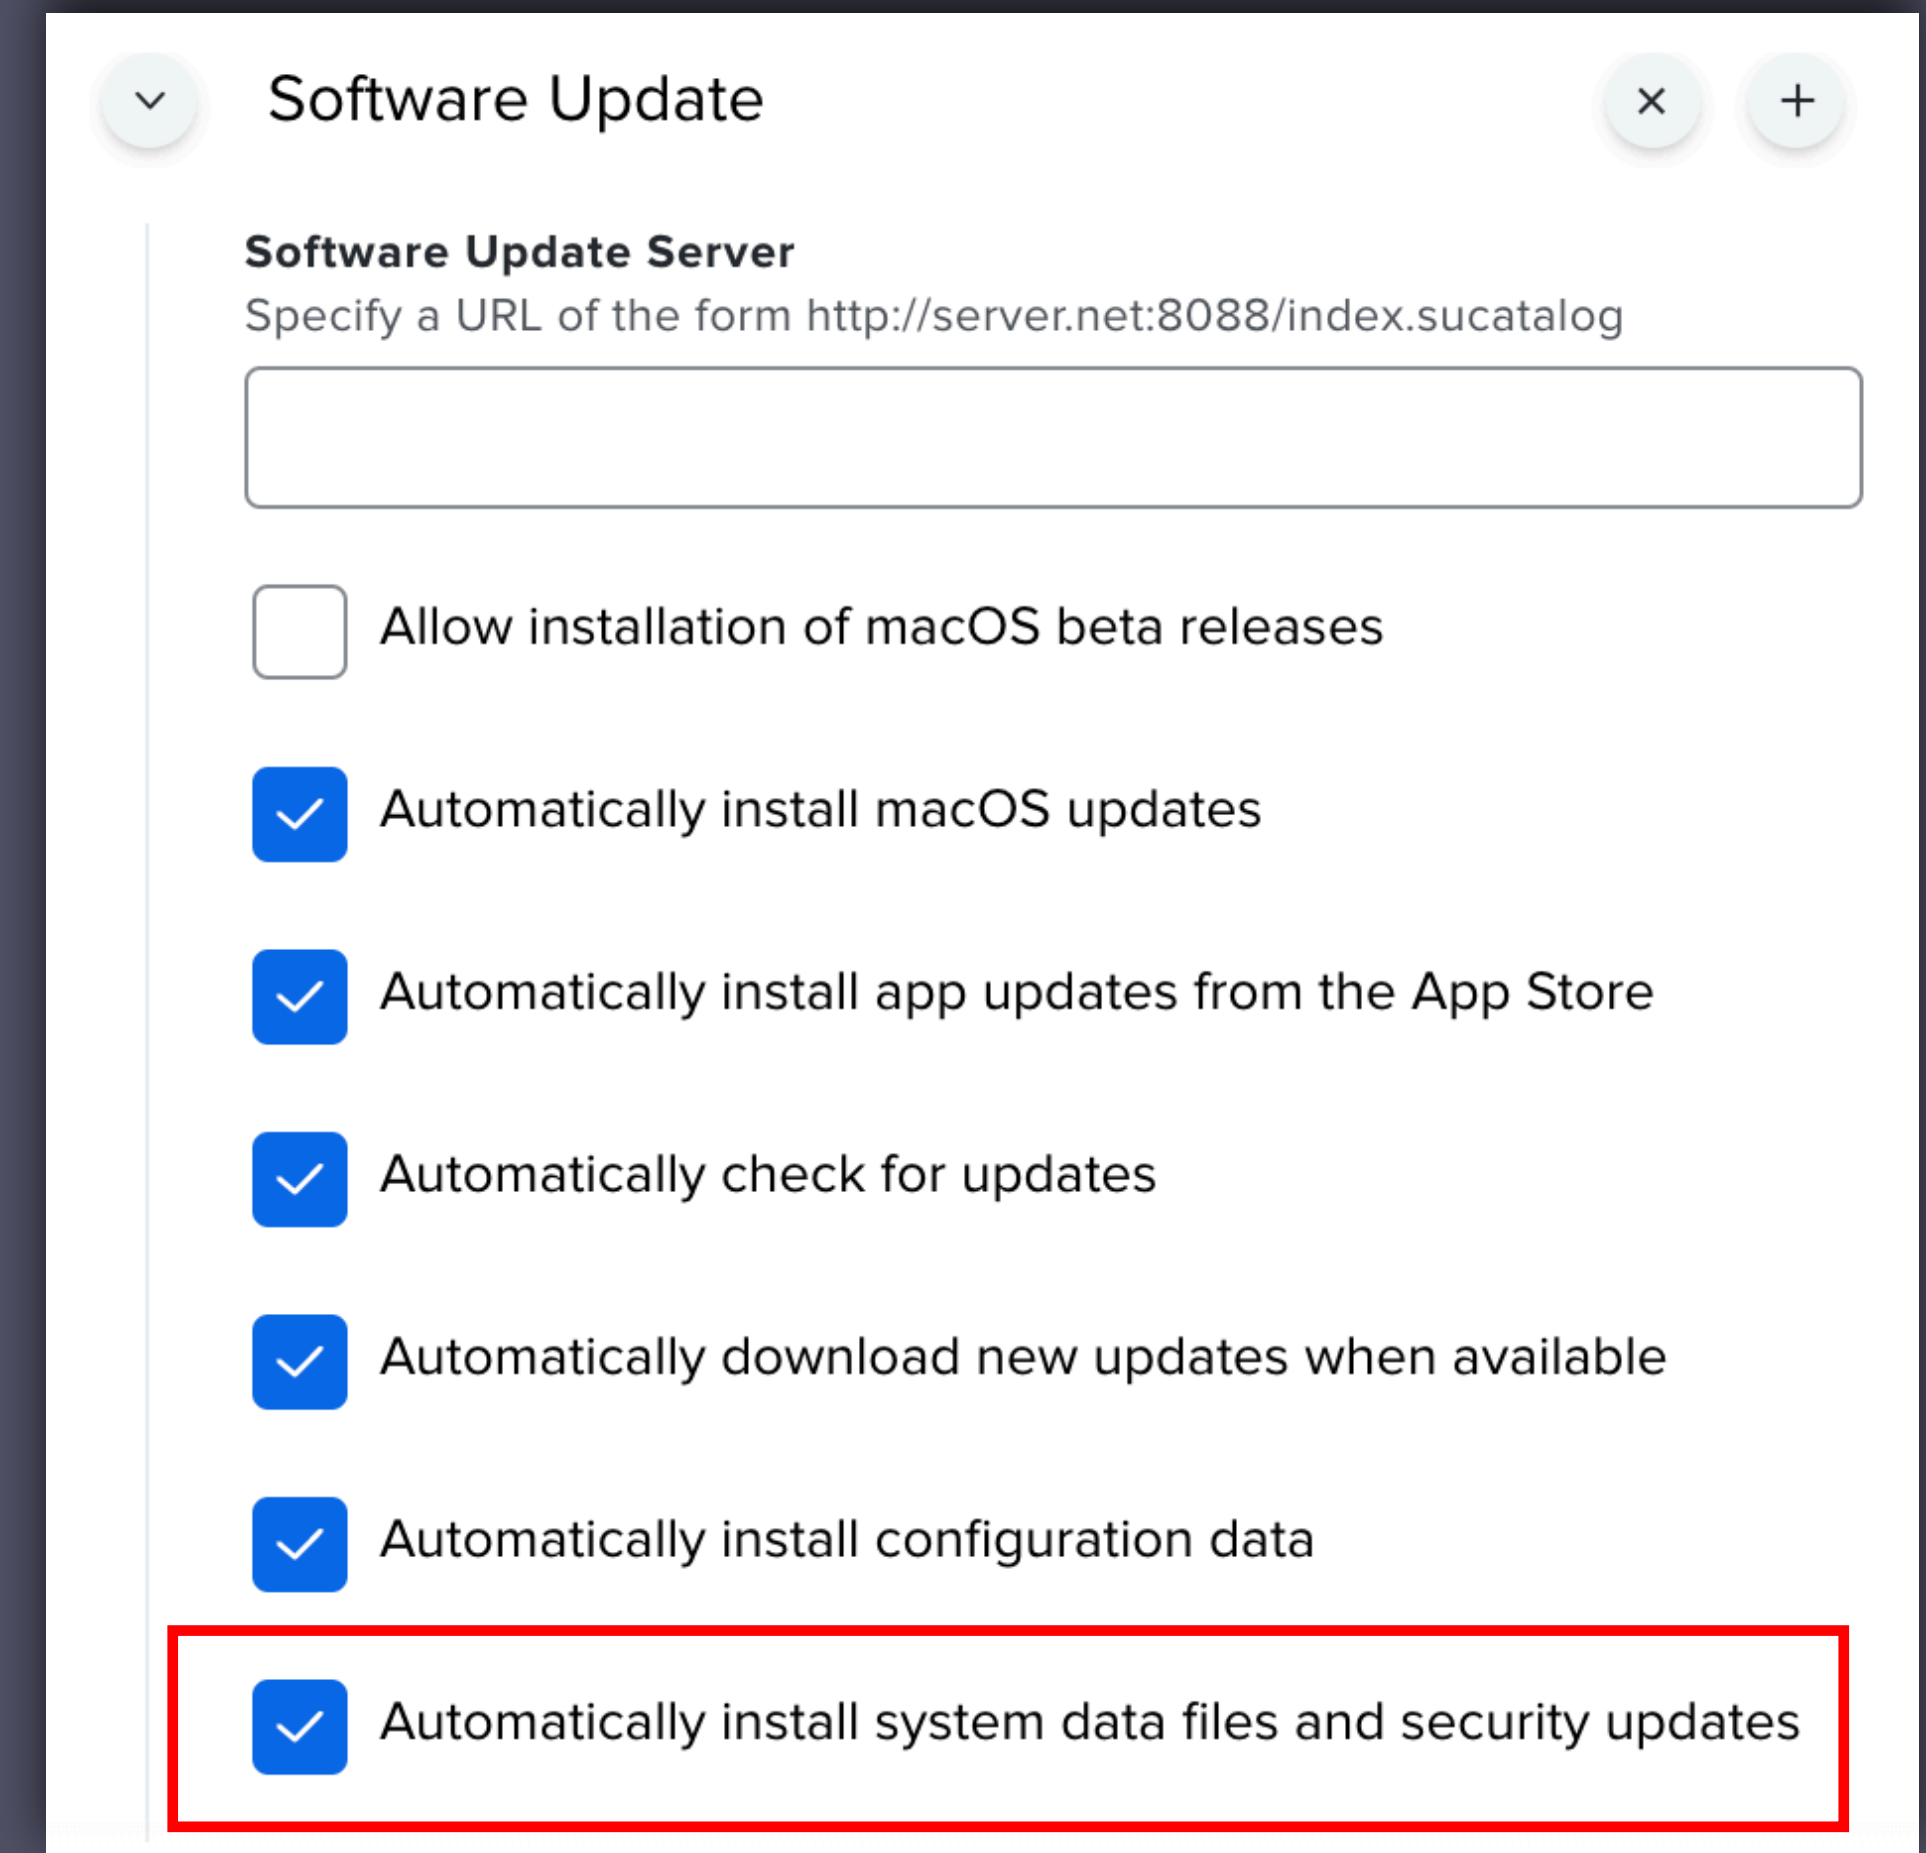 Software Update
Software Update Server
Specify a URL of the form http://server.net:8088/index.sucatalog
Allow installation of macOS beta releases
Automatically install macOS updates
Automatically install app updates from the App Store
Automatically check for updates
Automatically download new updates when available
Automatically install configuration data
Automatically install system data files and security updates